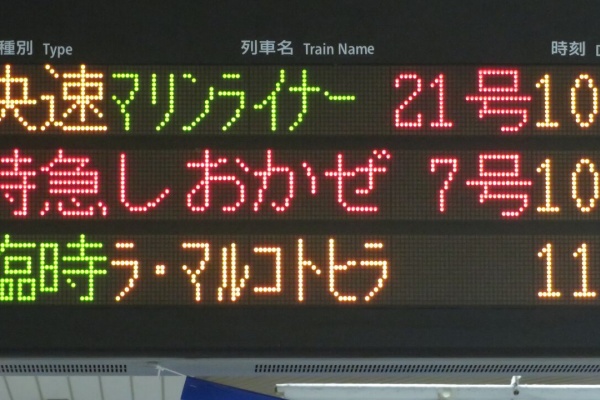 種別 Type 列車名 Train Name 時刻
快速マリンライナー 21号 10
特急しおかぜ 7号 10
臨時ラ・マルコトヒラ 11